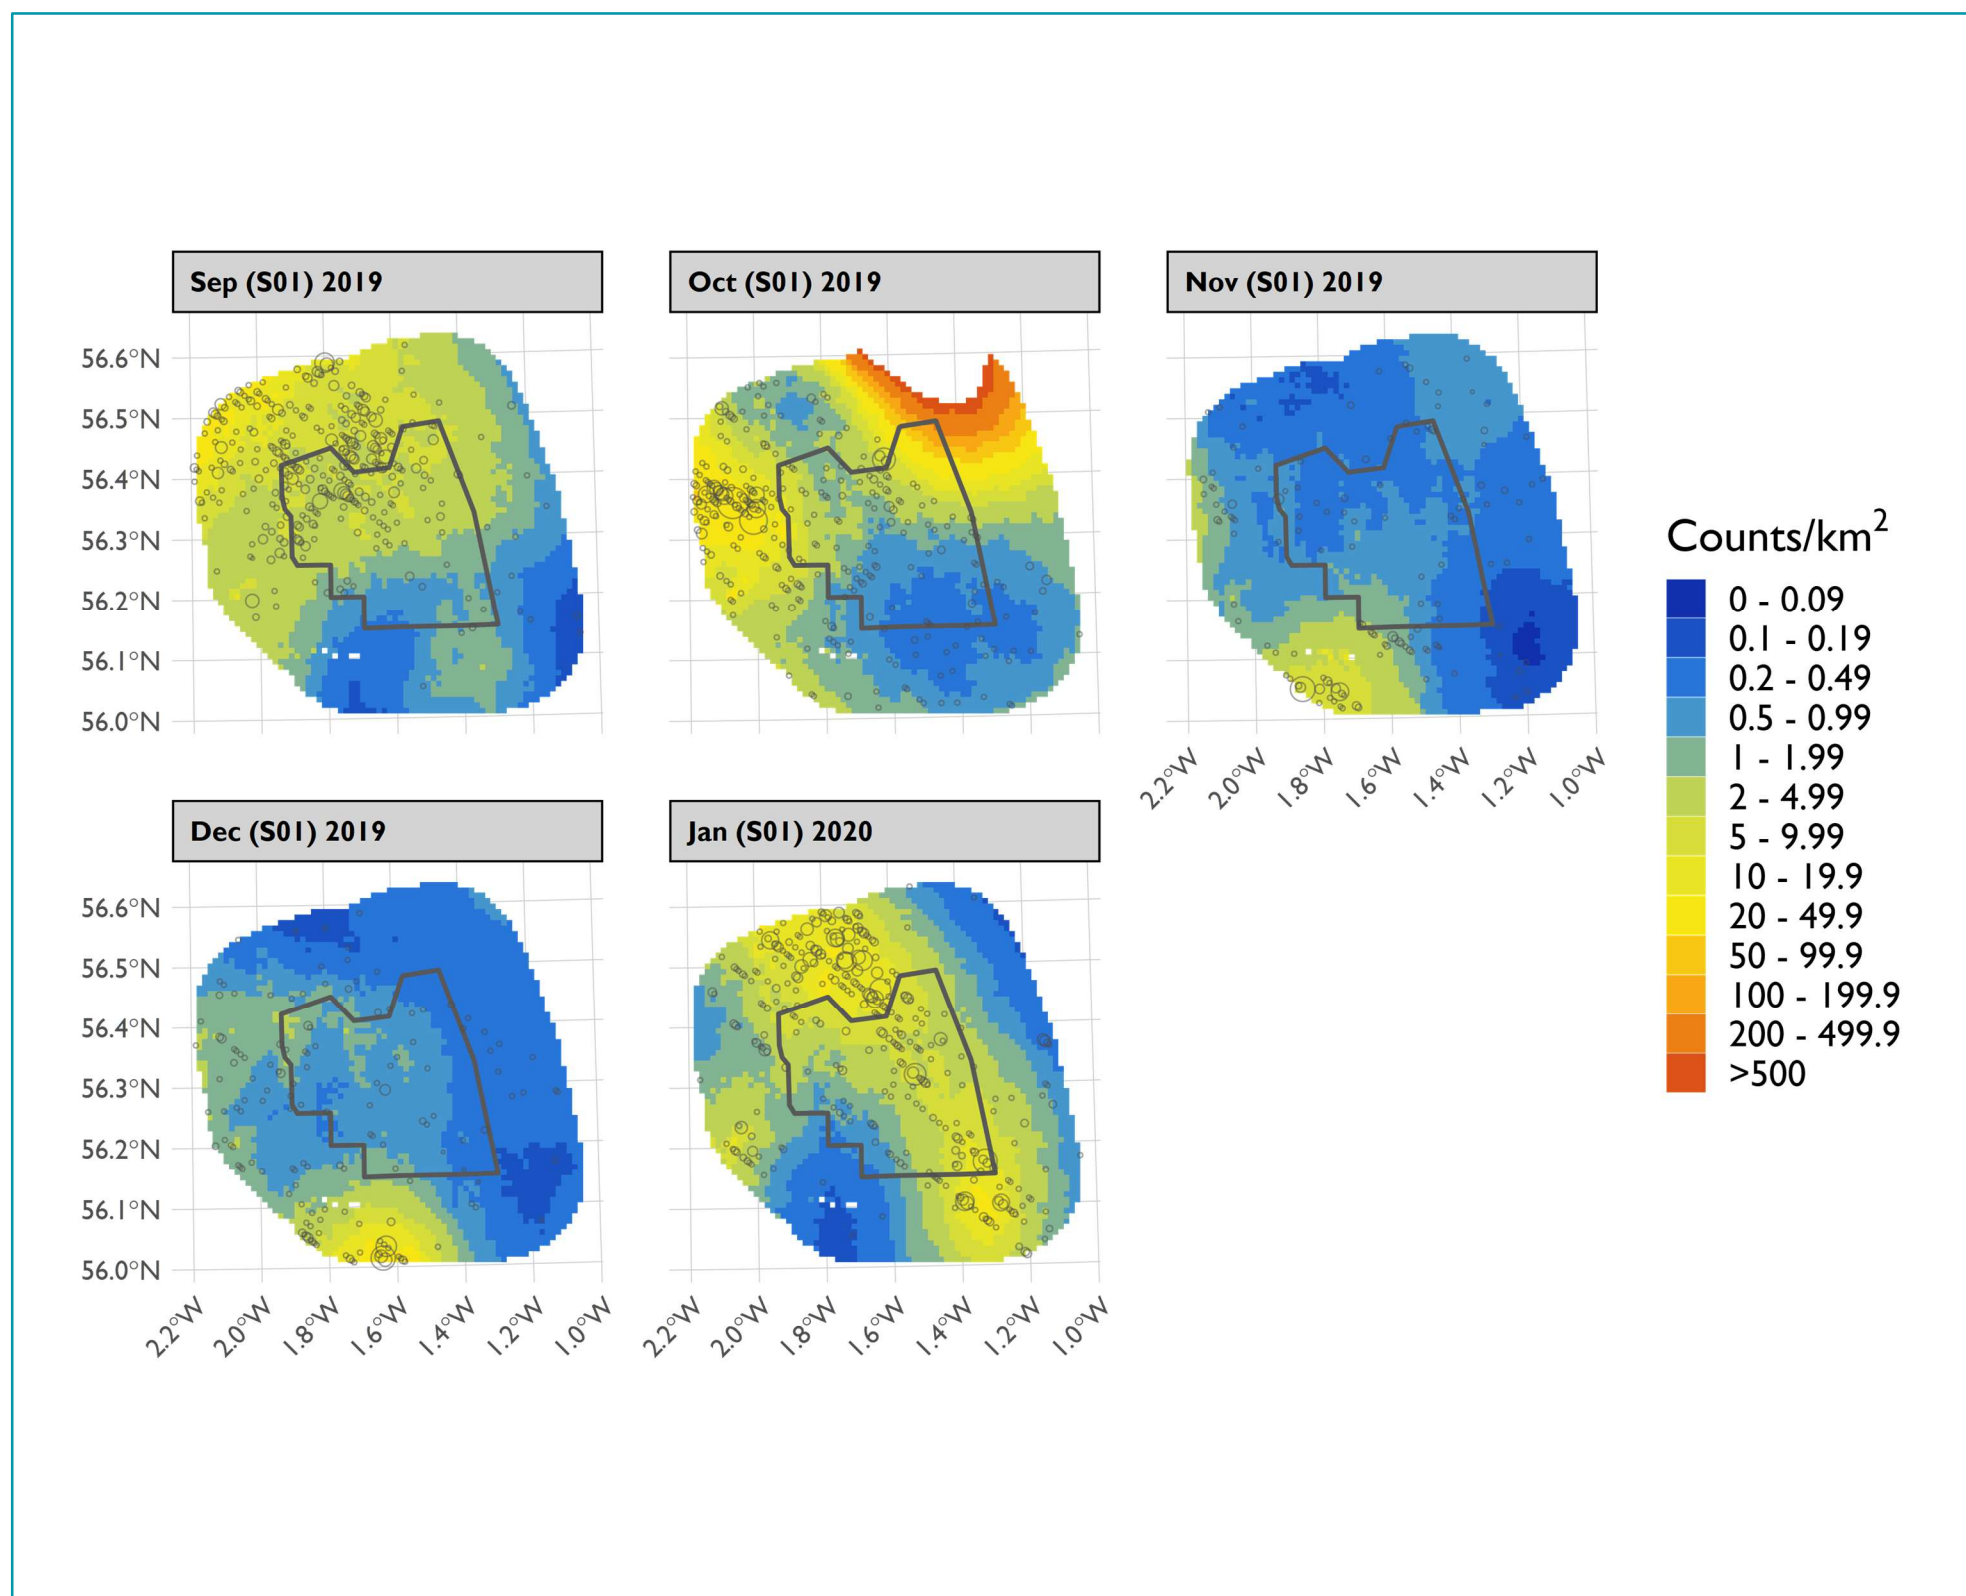 Sep (S01) 2019
Oct (S01) 2019
Nov (S01) 2019
56.6°N
56.5°N
56.4°N
56.3°N
56.2°N
56.1°N
56.0°N
2.2°W
2.0°W
1.8°W
1.6°W
1.4°W
1.2°W
1.0°W
Dec (S01) 2019
Jan (S01) 2020
56.6°N
56.5°N
56.4°N
56.3°N
56.2°N
56.1°N
56.0°N
2.2°W
2.0°W
1.8°W
1.6°W
1.4°W
1.2°W
1.0°W
2.2°W
2.0°W
1.8°W
1.6°W
1.4°W
1.2°W
1.0°W
Counts/km²
0 - 0.09
0.1 - 0.19
0.2 - 0.49
0.5 - 0.99
1 - 1.99
2 - 4.99
5 - 9.99
10 - 19.9
20 - 49.9
50 - 99.9
100 - 199.9
200 - 499.9
>500